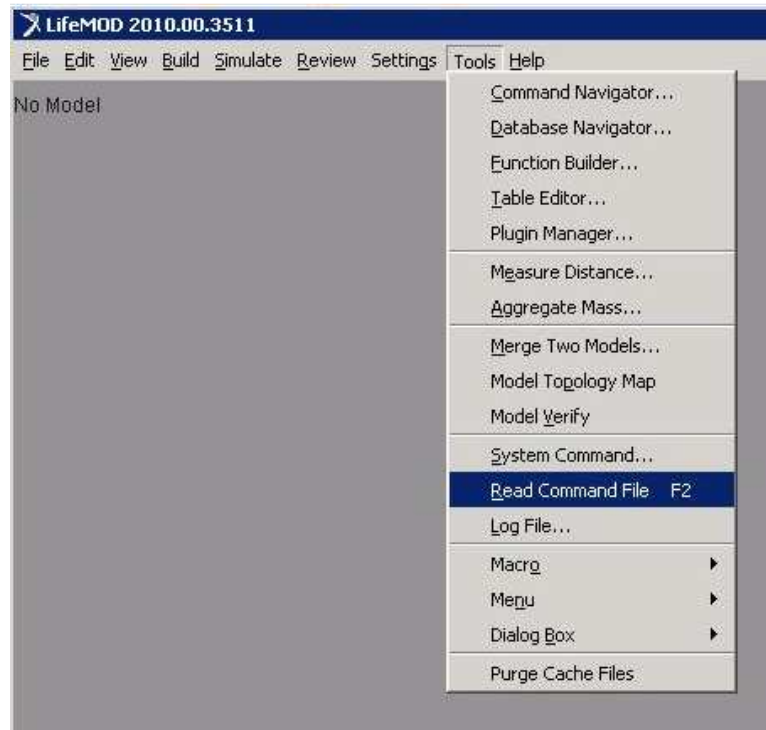 LifeMOD 2010.00.3511
File Edit View Build Simulate Review Settings Tools Help
No Model
Command Navigator...
Database Navigator...
Function Builder...
Table Editor...
Plugin Manager...
Measure Distance...
Aggregate Mass...
Merge Two Models...
Model Topology Map
Model Verify
System Command...
Read Command File F2
Log File...
Macro
Menu
Dialog Box
Purge Cache Files